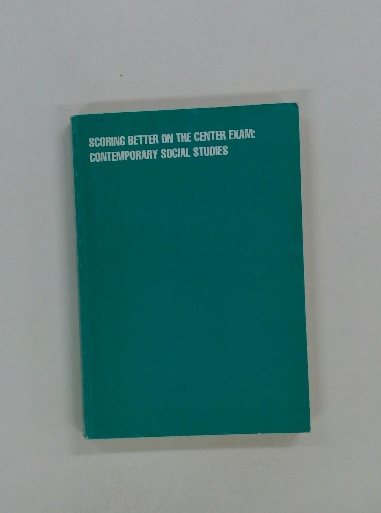 SCORING BETTER ON THE CENTER EXAM:
CONTEMPORARY SOCIAL STUDIES